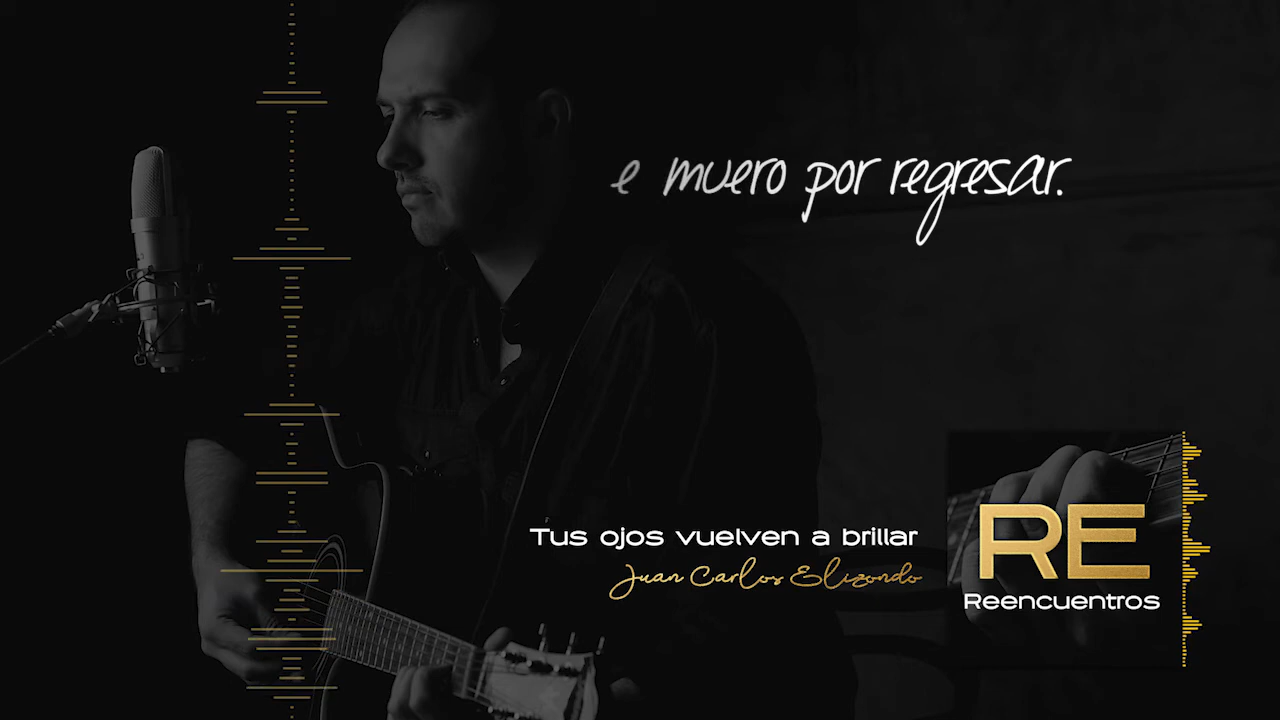 e muero por regresar.
Tus ojos vuelven a brillar
Juan Carlos Elizondo
RE
Reencuentros